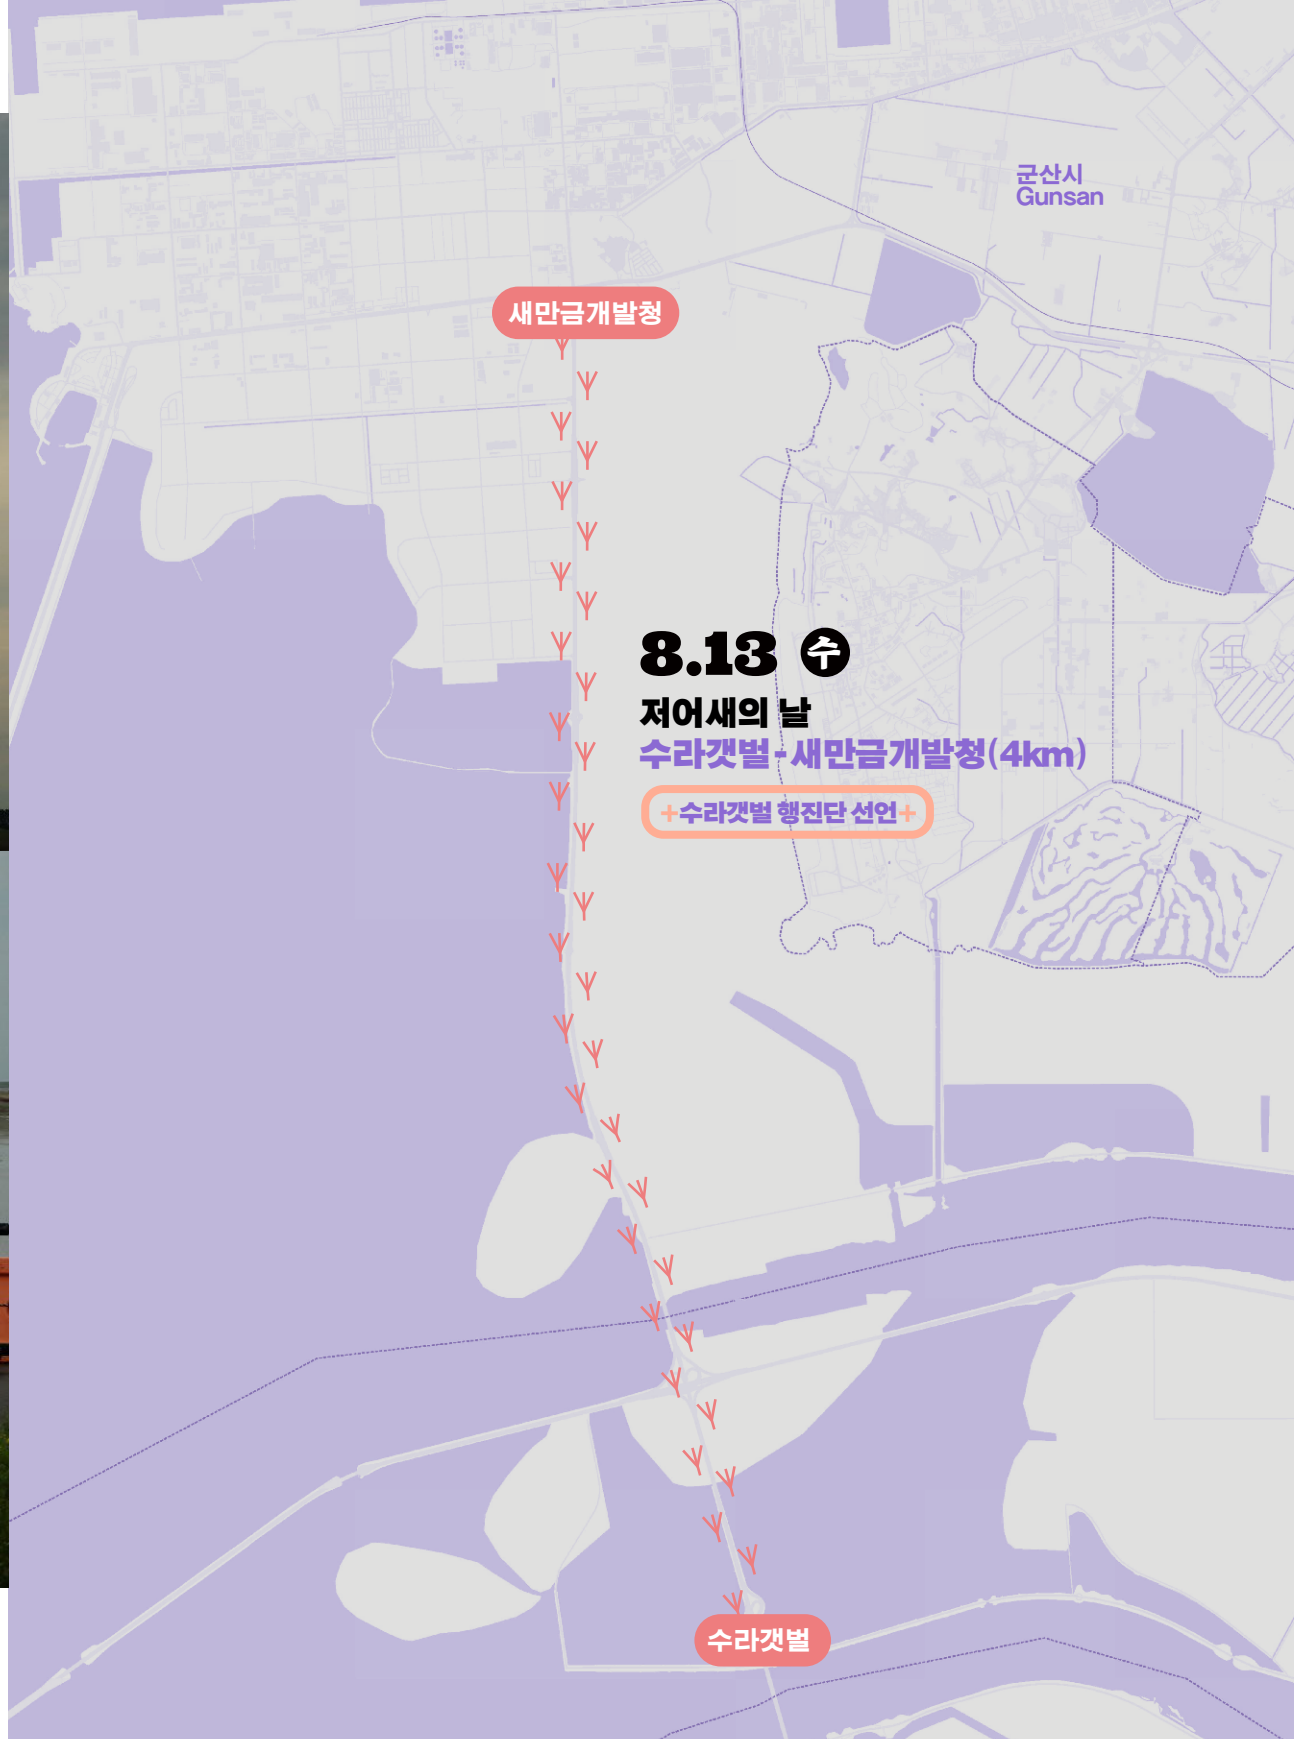 군산시
Gunsan
새만금개발청
8.13 수
저어새의 날
수라갯벌-새만금개발청(4km)
+수라갯벌 행진단 선언+
수라갯벌